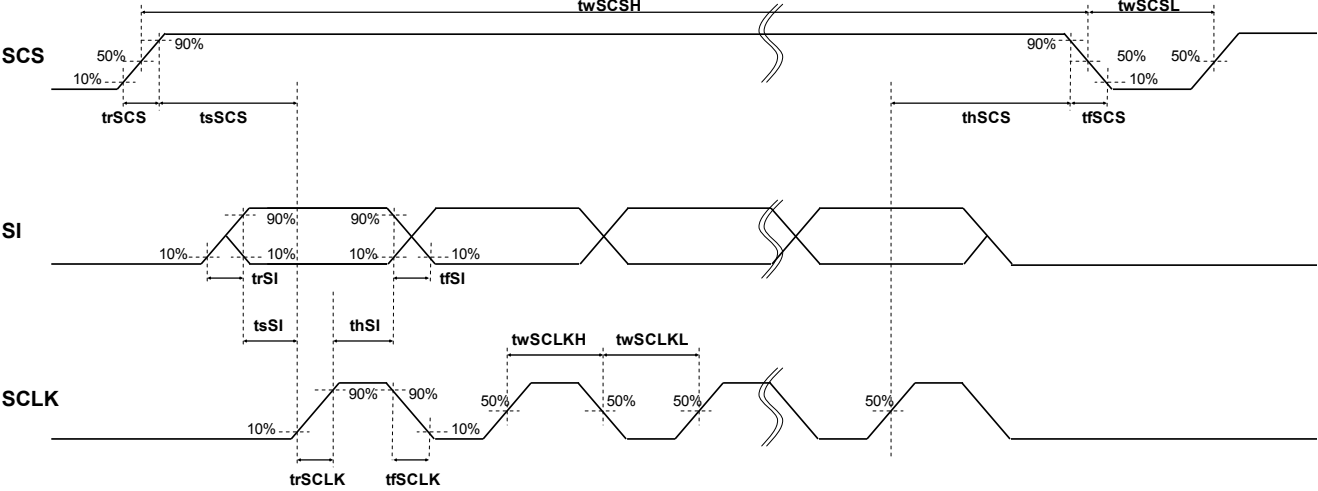 twSCSH twSCSL
SCS 50% 90% 90% 50% 50%
10% 10%
trSCS tsSCS thSCS tfSCS
SI 90% 90%
10% 10% 10% 10%
trSI tfSI
tsSI thSI
twSCLKH twSCLKL
SCLK 90% 90% 50% 50% 50% 50%
10% 10%
trSCLK tfSCLK